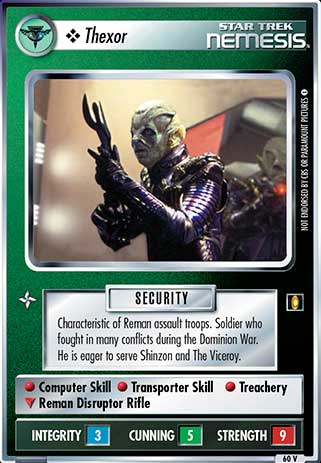 ❖ Thexor
STAR TREK
NEMESIS™
NOT ENDORSED BY CBS OR PARAMOUNT PICTURES
SECURITY
Characteristic of Reman assault troops. Soldier who
fought in many conflicts during the Dominion War.
He is eager to serve Shinzon and The Viceroy.
Computer Skill Transporter Skill Treachery
Reman Disruptor Rifle
INTEGRITY 3 CUNNING 5 STRENGTH 9
60 V